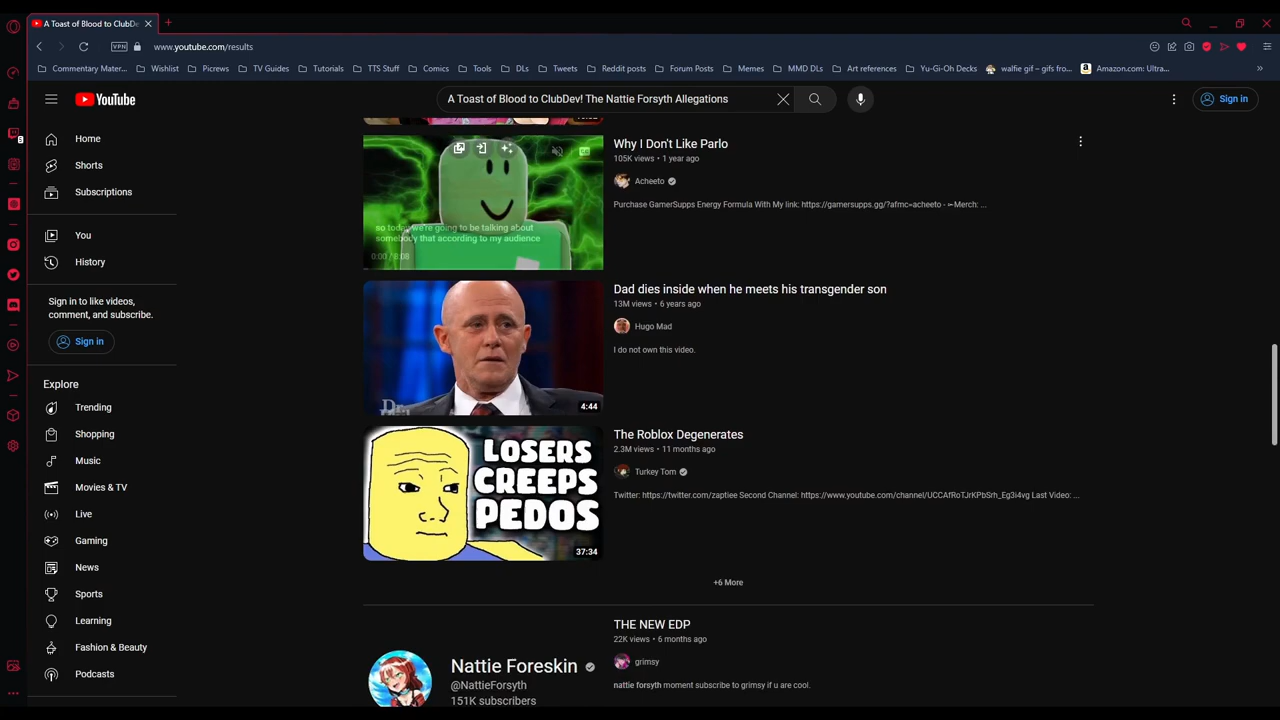 A Toast of Blood to ClubDe
VPN
www.youtube.com/results
Commentary Mater...
Wishlist
Picrews
TV Guides
Tutorials
TTS Stuff
Comics
Tools
DLs
Tweets
Reddit posts
Forum Posts
Memes
MMD DLs
Art references
Yu-Gi-Oh Decks
walfie gif – gifs fro...
Amazon.com: Ultra...
YouTube
A Toast of Blood to ClubDev! The Nattie Forsyth Allegations
Sign in
Home
Shorts
Subscriptions
You
History
Sign in to like videos,
comment, and subscribe.
Sign in
Explore
Trending
Shopping
Music
Movies & TV
Live
Gaming
News
Sports
Learning
Fashion & Beauty
Podcasts
so today we're going to be talking about
somebody that according to my audience
0:00 / 8:08
Why I Don't Like Parlo
105K views • 1 year ago
Acheeto
Purchase GamerSupps Energy Formula With My link: https://gamersupps.gg/?afmc=acheeto - ➳Merch: ...
Dr.
4:44
Dad dies inside when he meets his transgender son
13M views • 6 years ago
Hugo Mad
I do not own this video.
LOSERS
CREEPS
PEDOS
37:34
The Roblox Degenerates
2.3M views • 11 months ago
Turkey Tom
Twitter: https://twitter.com/zaptiee Second Channel: https://www.youtube.com/channel/UCCAfRoTJrKPbSrh_Eg3i4vg Last Video: ...
+6 More
THE NEW EDP
22K views • 6 months ago
grimsy
nattie forsyth moment subscribe to grimsy if u are cool.
Nattie Foreskin
@NattieForsyth
151K subscribers